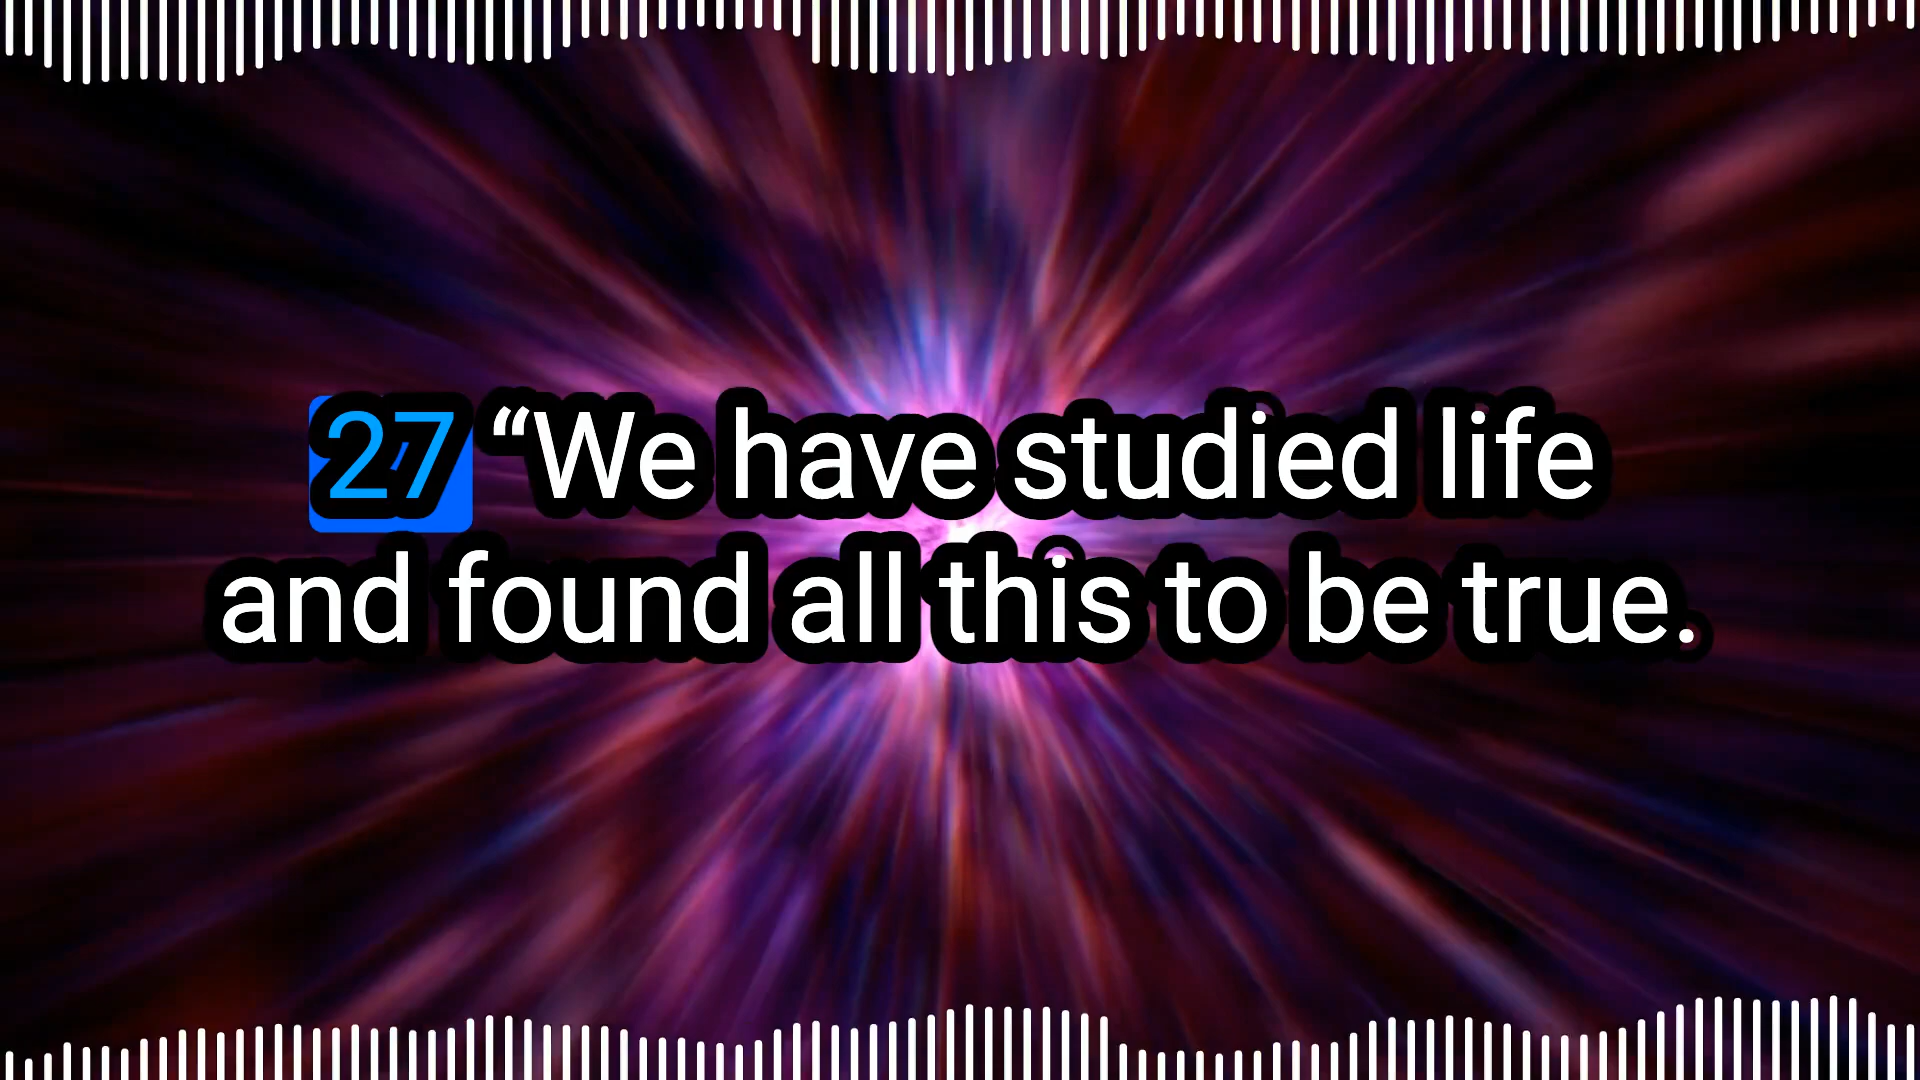 27 “We have studied life
and found all this to be true.